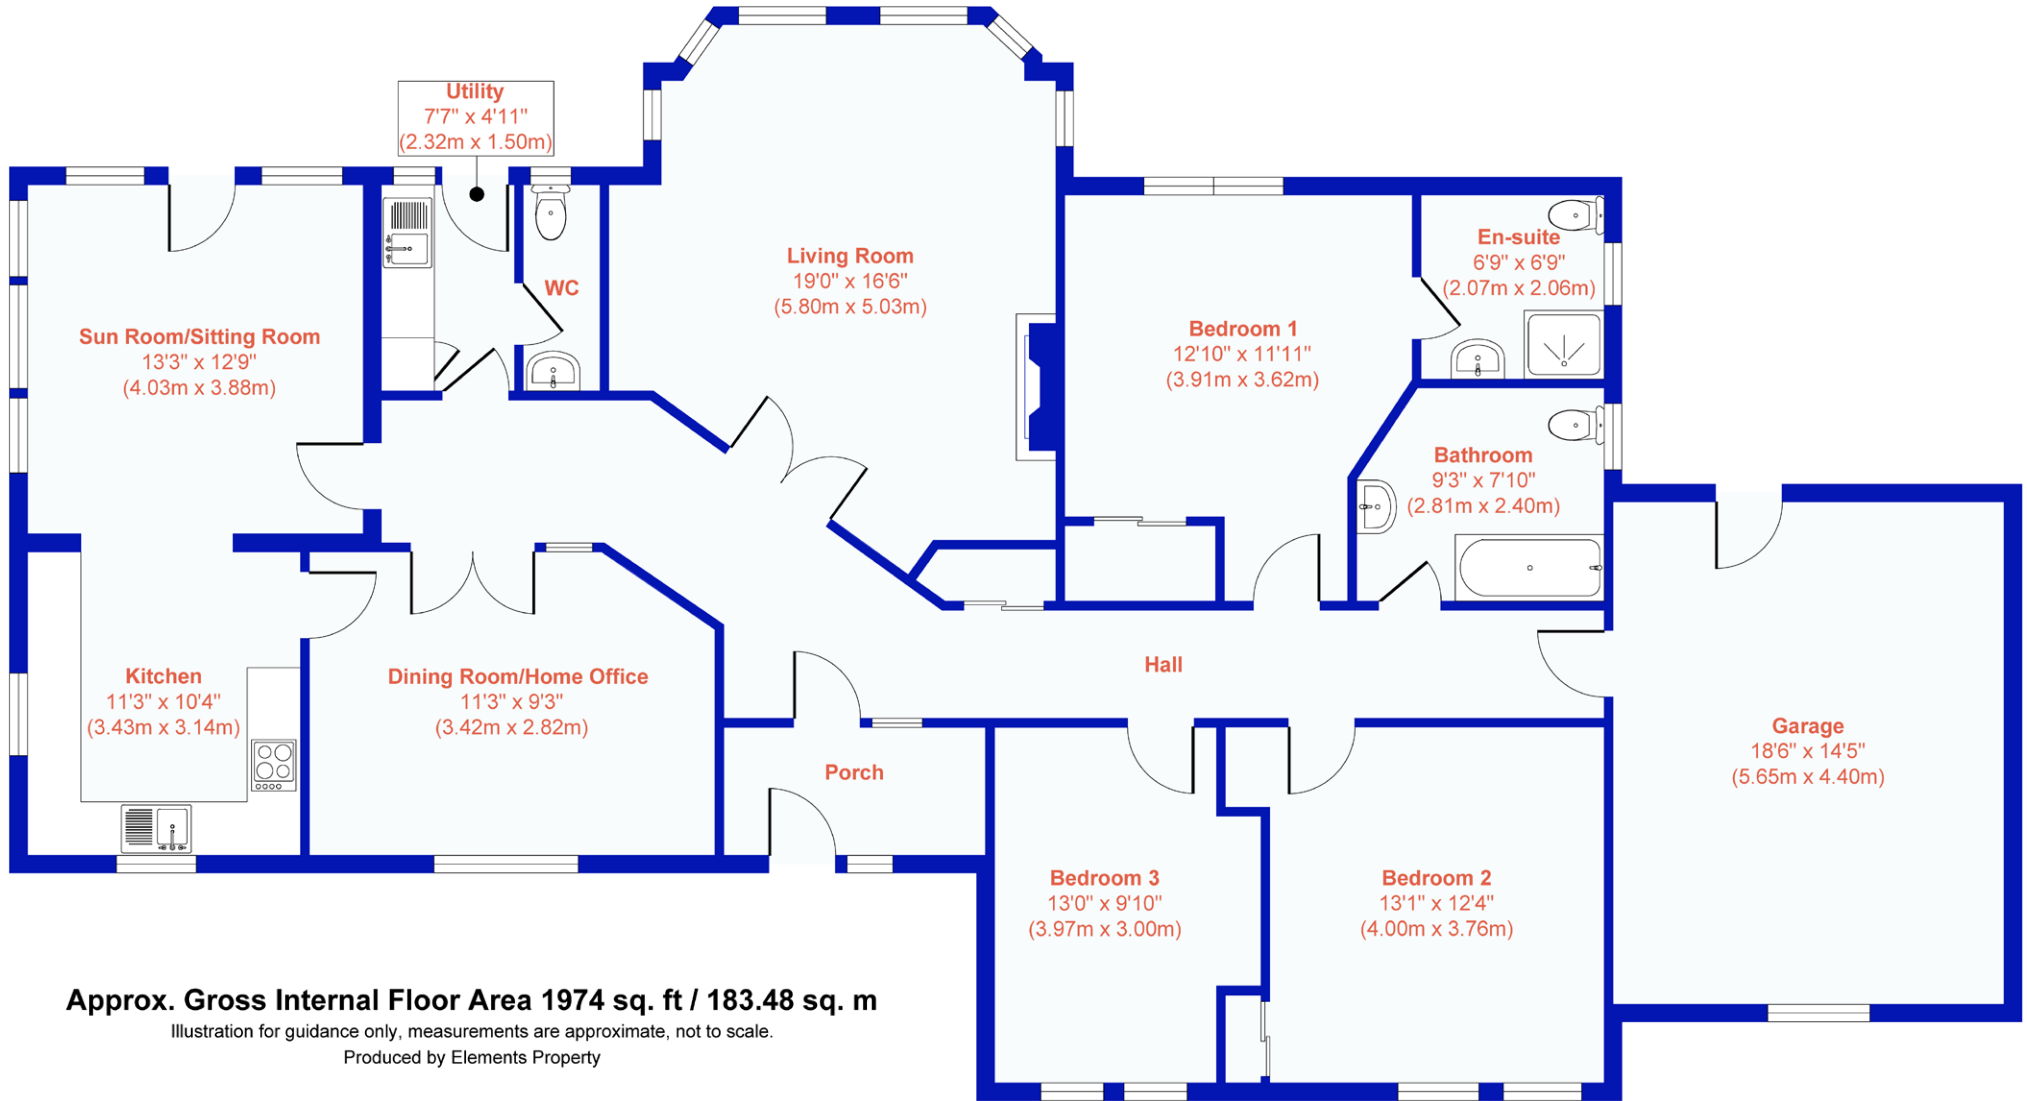 Utility
7'7" x 4'11"
(2.32m x 1.50m)
Living Room
19'0" x 16'6"
(5.80m x 5.03m)
En-suite
6'9" x 6'9"
(2.07m x 2.06m)
WC
Sun Room/Sitting Room
13'3" x 12'9"
(4.03m x 3.88m)
Bedroom 1
12'10" x 11'11"
(3.91m x 3.62m)
Bathroom
9'3" x 7'10"
(2.81m x 2.40m)
Kitchen
11'3" x 10'4"
(3.43m x 3.14m)
Dining Room/Home Office
11'3" x 9'3"
(3.42m x 2.82m)
Hall
Porch
Garage
18'6" x 14'5"
(5.65m x 4.40m)
Bedroom 3
13'0" x 9'10"
(3.97m x 3.00m)
Bedroom 2
13'1" x 12'4"
(4.00m x 3.76m)
Approx. Gross Internal Floor Area 1974 sq. ft / 183.48 sq. m
Illustration for guidance only, measurements are approximate, not to scale.
Produced by Elements Property